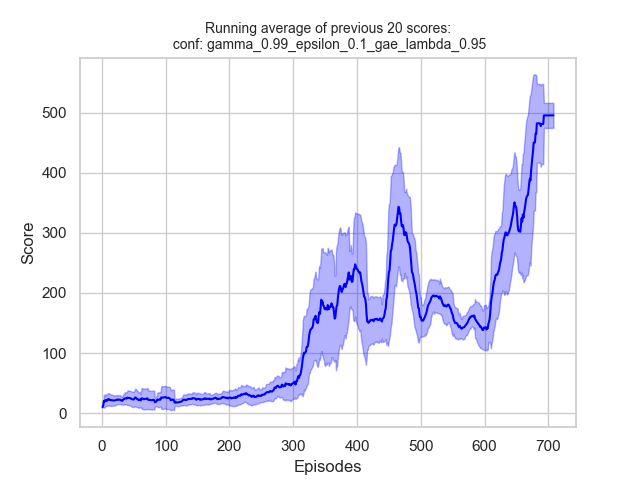 Running average of previous 20 scores:
conf: gamma_0.99_epsilon_0.1_gae_lambda_0.95
500
400
300
200
100
0
Score
0 100 200 300 400 500 600 700
Episodes